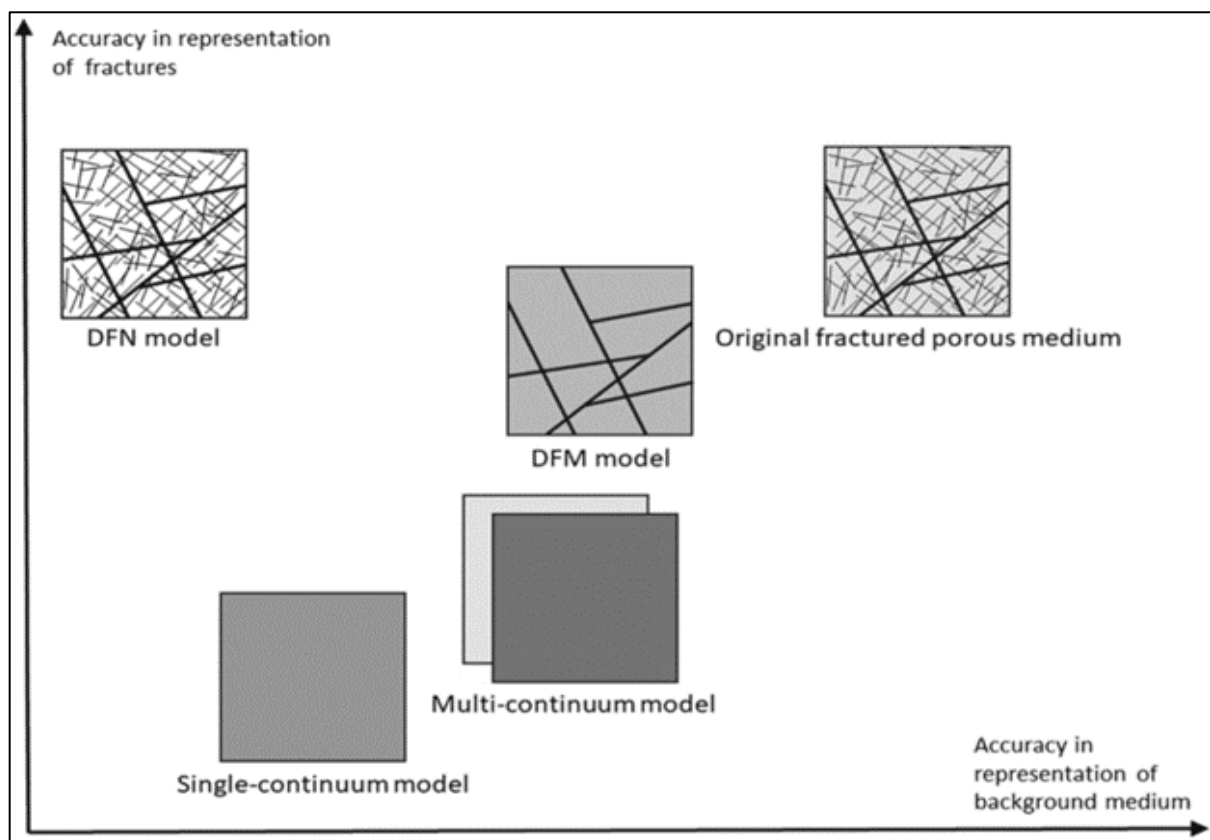 Accuracy in representation
of fractures
DFN model
Original fractured porous medium
DFM model
Multi-continuum model
Single-continuum model
Accuracy in
representation of
background medium